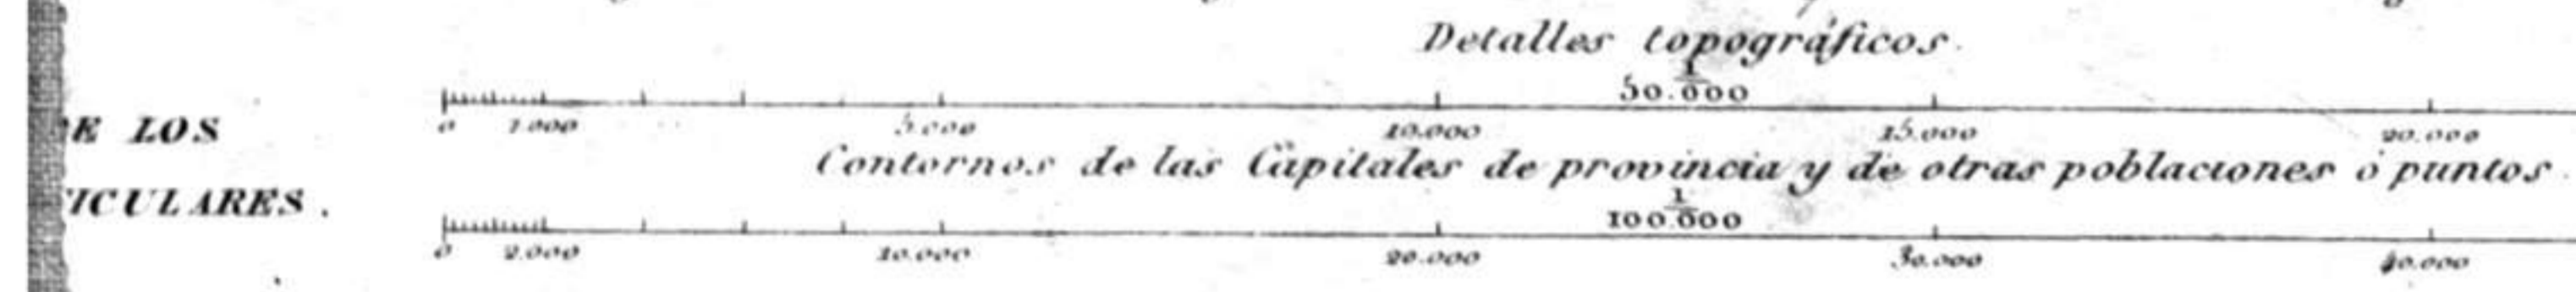 Detalles topográficos.
1
50.000
0 1.000 5.000 10.000 15.000 20.000
E LOS
Contornos de las Capitales de provincia y de otras poblaciones ó puntos.
TICULARES.
1
100.000
0 2.000 10.000 20.000 30.000 40.000